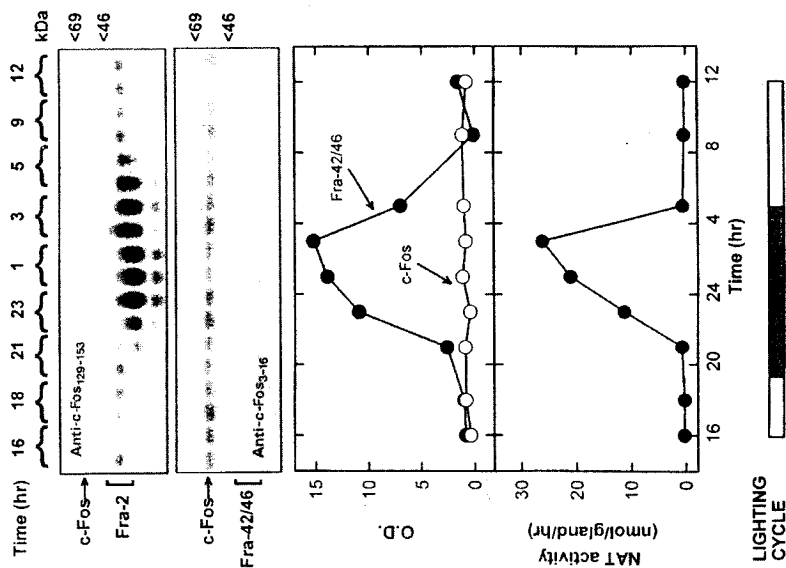 Time (hr) 16 18 21 23 1 3 5 9 12 kDa
c-Fos→ Anti-c-Fos129-153 <69
Fra-2 [ <46
c-Fos→ <69
Fra-42/46 [ Anti-c-Fos3-16 <46
15
10
5
0
O.D.
Fra-42/46
c-Fos
30
20
10
0
NAT activity
(nmol/gland/hr)
16 20 24 4 8 12
Time (hr)
LIGHTING
CYCLE